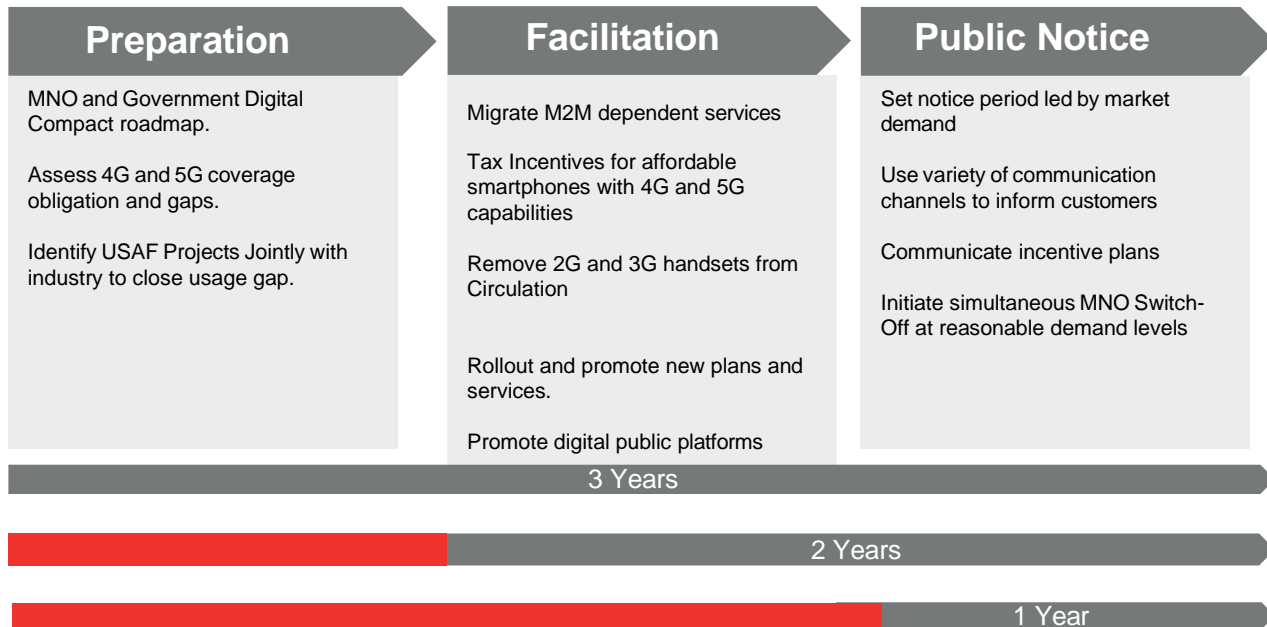 Preparation
MNO and Government Digital
Compact roadmap.
Assess 4G and 5G coverage
obligation and gaps.
Identify USAF Projects Jointly with
industry to close usage gap.
Facilitation
Migrate M2M dependent services
Tax Incentives for affordable
smartphones with 4G and 5G
capabilities
Remove 2G and 3G handsets from
Circulation
Rollout and promote new plans and
services.
Promote digital public platforms
Public Notice
Set notice period led by market
demand
Use variety of communication
channels to inform customers
Communicate incentive plans
Initiate simultaneous MNO Switch-
Off at reasonable demand levels
3 Years
2 Years
1 Year